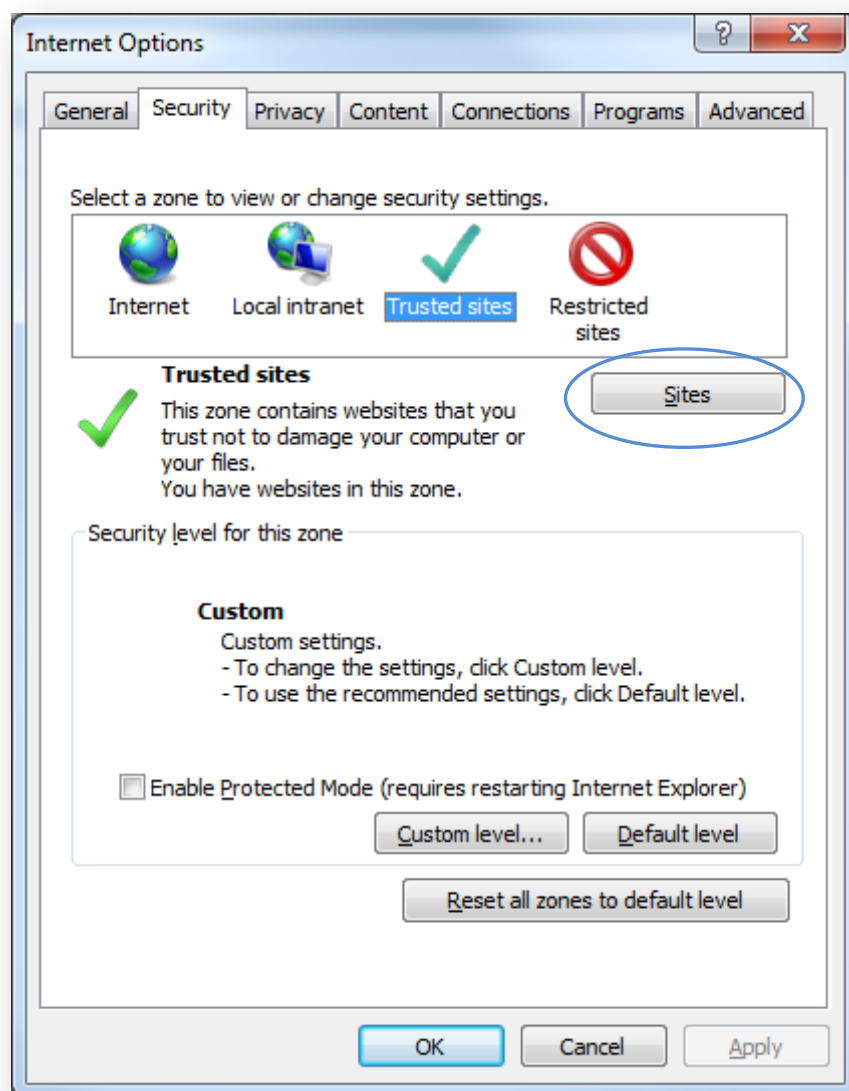 Internet Options
?
X
General Security Privacy Content Connections Programs Advanced
Select a zone to view or change security settings.
Internet Local intranet Trusted sites Restricted
sites
Trusted sites
Sites
This zone contains websites that you
trust not to damage your computer or
your files.
You have websites in this zone.
Security level for this zone
Custom
Custom settings.
- To change the settings, click Custom level.
- To use the recommended settings, click Default level.
Enable Protected Mode (requires restarting Internet Explorer)
Custom level... Default level
Reset all zones to default level
OK Cancel Apply